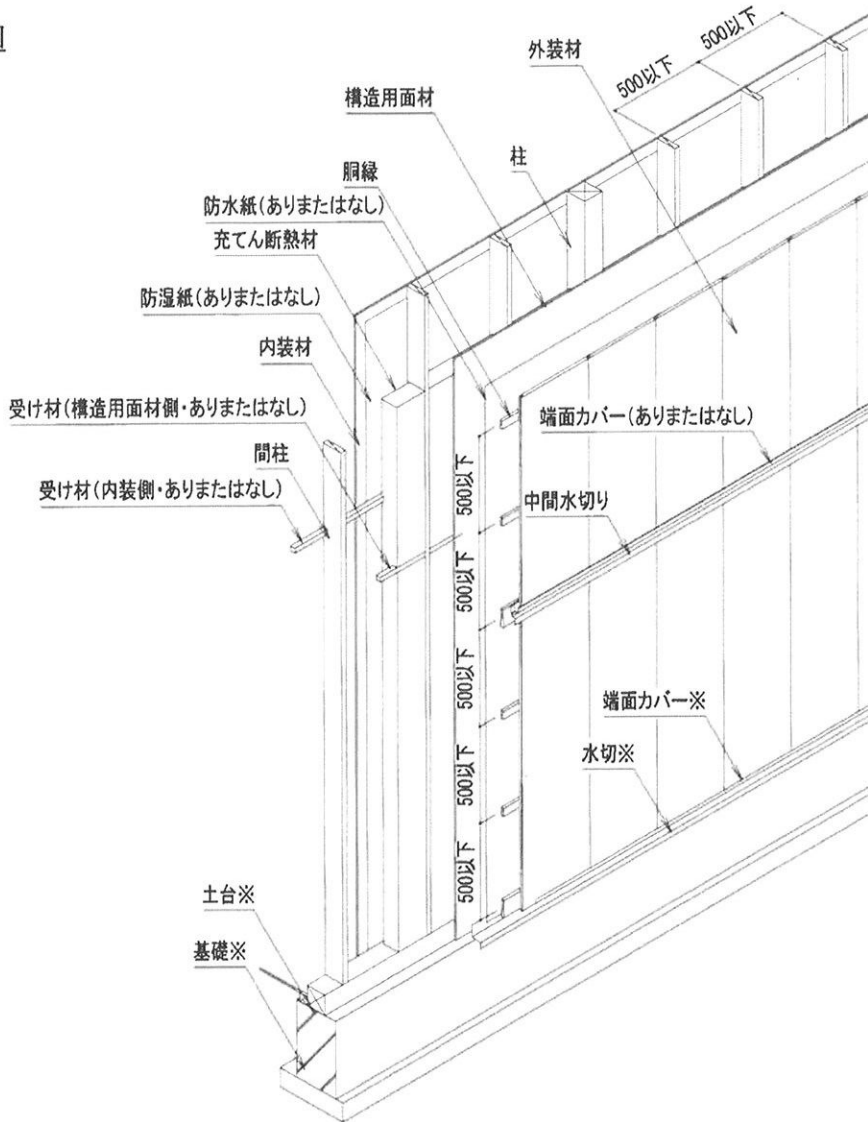 500以下
500以下
外装材
構造用面材
胴縁
柱
防水紙(ありまたはなし)
充てん断熱材
防湿紙(ありまたはなし)
内装材
受け材(構造用面材側・ありまたはなし)
間柱
受け材(内装側・ありまたはなし)
端面カバー(ありまたはなし)
中間水切り
500以下
500以下
500以下
500以下
500以下
端面カバー※
水切※
土台※
基礎※